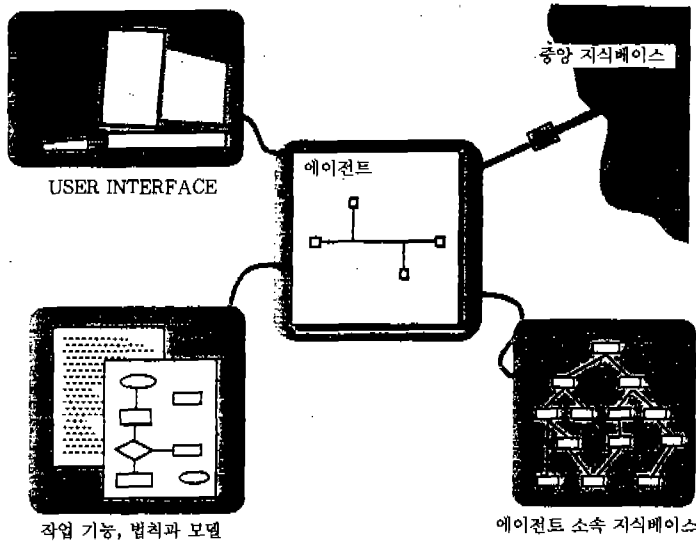 중앙 지식베이스
에이전트
USER INTERFACE
작업 기능, 법칙과 모델
에이전트 소속 지식베이스